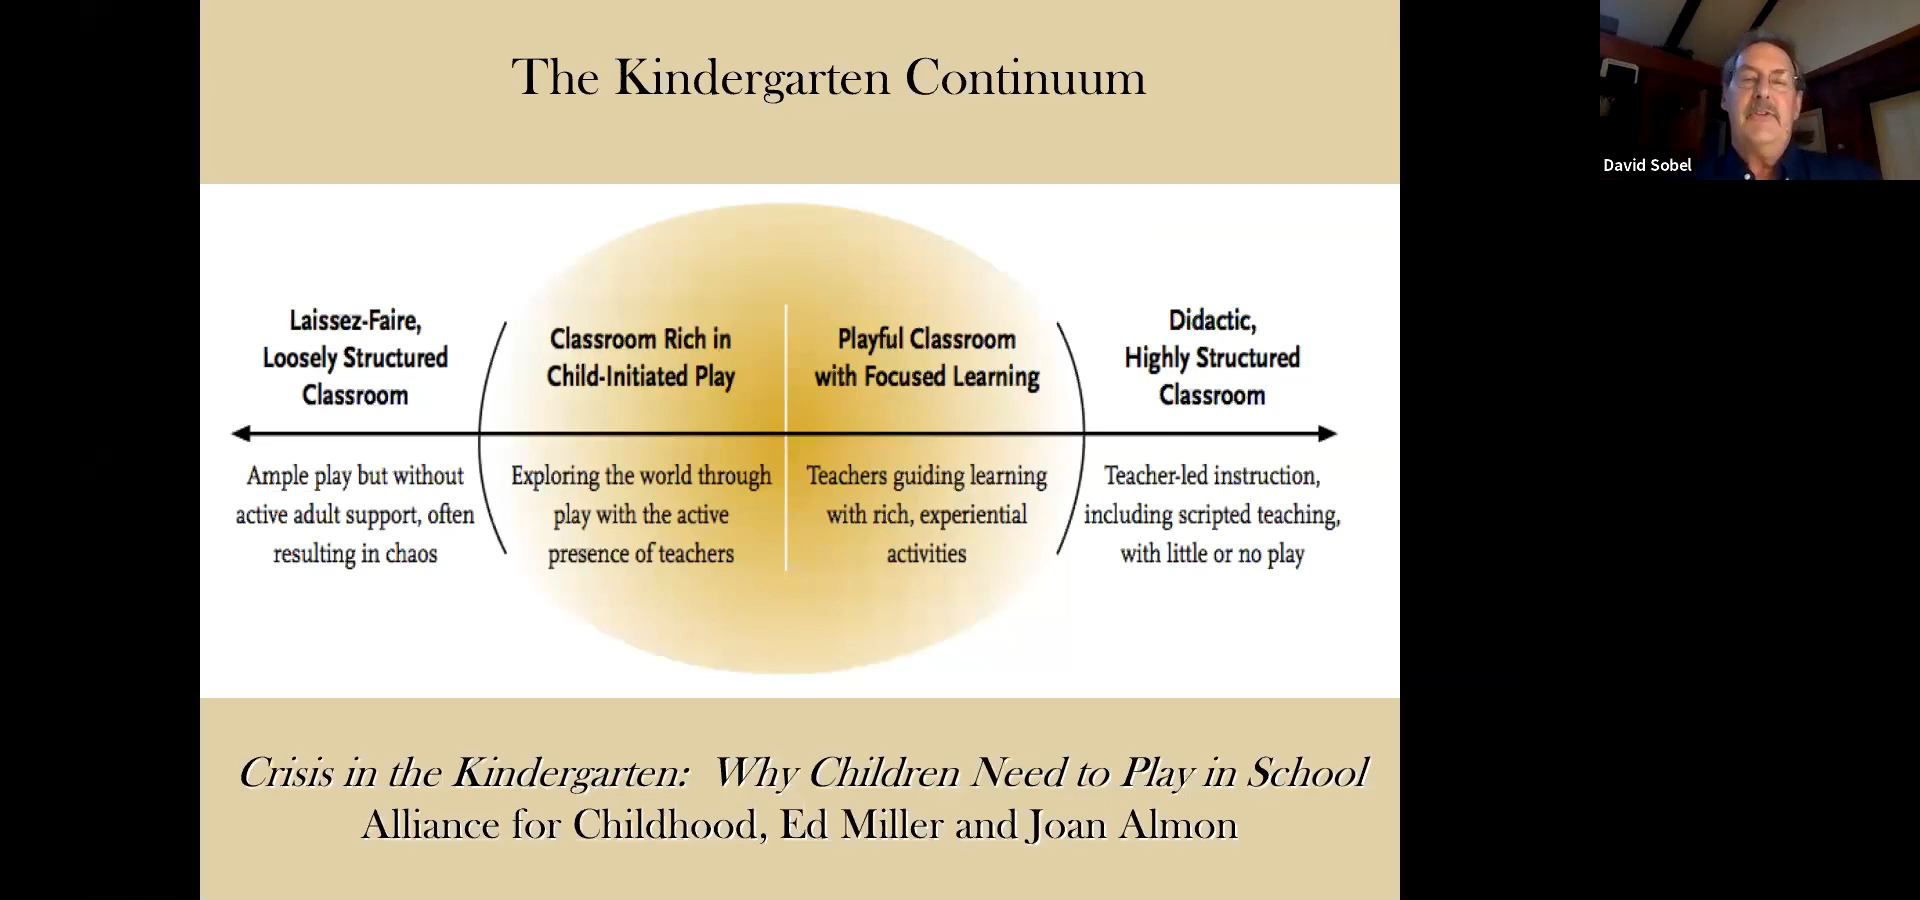 The Kindergarten Continuum
David Sobel
Laissez-Faire,
Loosely Structured
Classroom
Classroom Rich in
Child-Initiated Play
Playful Classroom
with Focused Learning
Didactic,
Highly Structured
Classroom
Ample play but without
active adult support, often
resulting in chaos
Exploring the world through
play with the active
presence of teachers
Teachers guiding learning
with rich, experiential
activities
Teacher-led instruction,
including scripted teaching,
with little or no play
Crisis in the Kindergarten: Why Children Need to Play in School
Alliance for Childhood, Ed Miller and Joan Almon